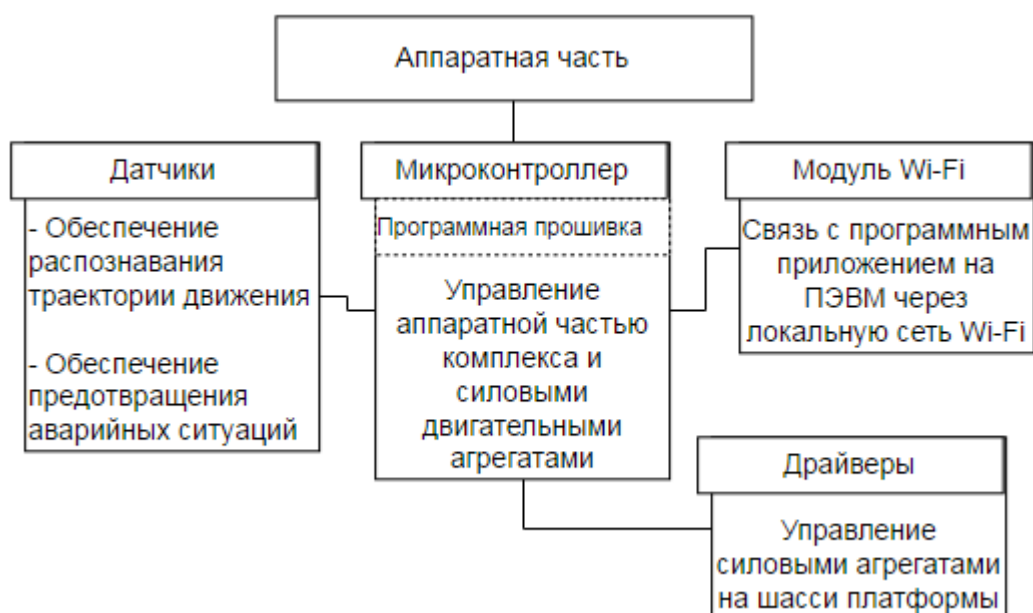 Аппаратная часть
Датчики
- Обеспечение
распознавания
траектории движения
- Обеспечение
предотвращения
аварийных ситуаций
Микроконтроллер
Программная прошивка
Управление
аппаратной частью
комплекса и
силовыми
двигательными
агрегатами
Модуль Wi-Fi
Связь с программным
приложением на
ПЭВМ через
локальную сеть Wi-Fi
Драйверы
Управление
силовыми агрегатами
на шасси платформы